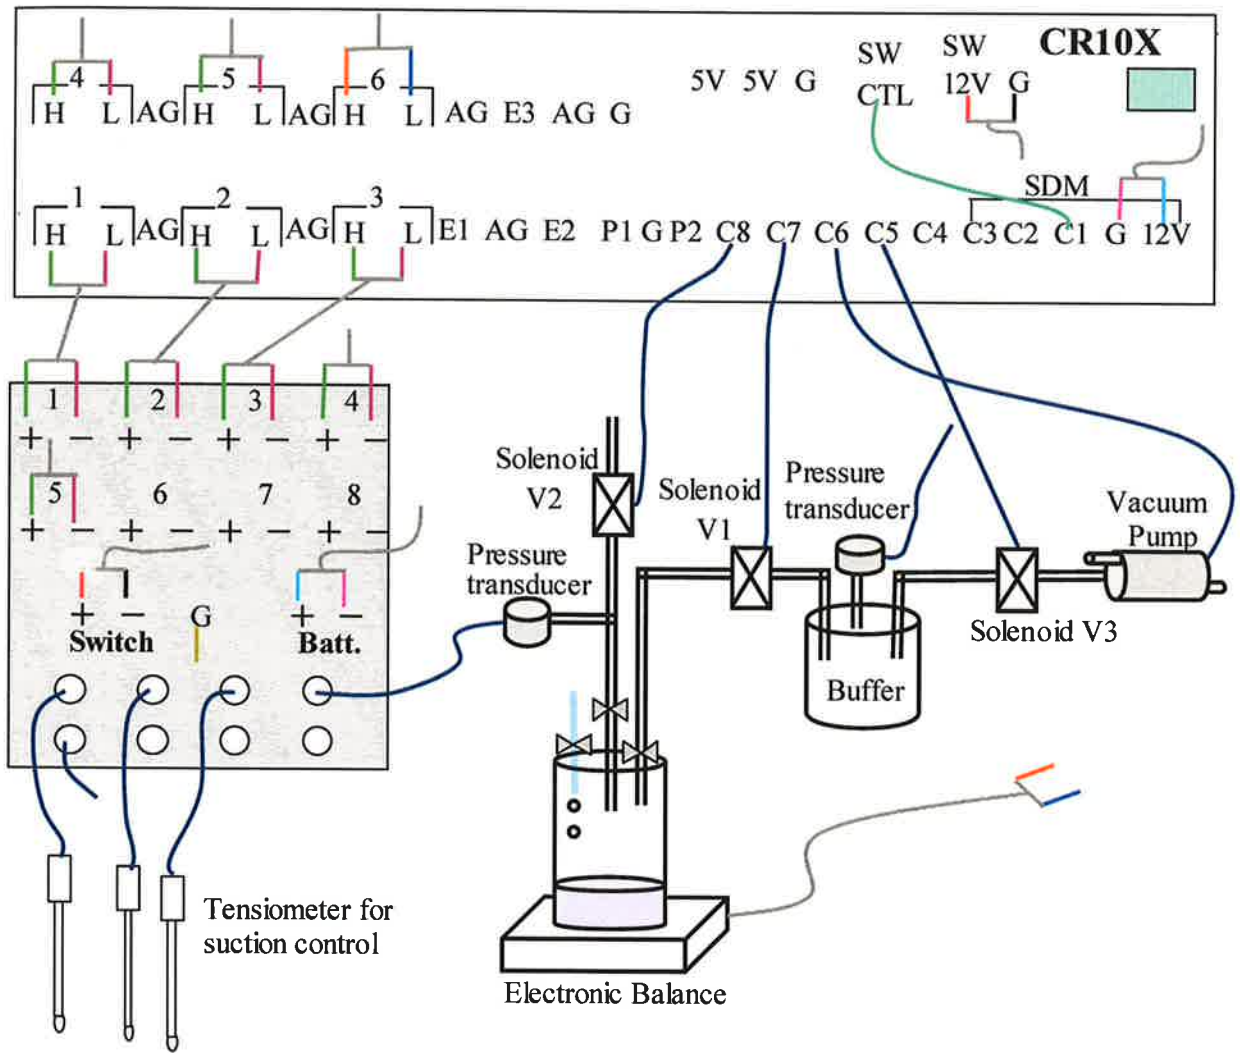 CR10X
SW
SW
CTL
12V G
5V 5V G
4 5 6
H L AG H L AG H L AG E3 AG G
SDM
1 2 3
H L AG H L AG H L E1 AG E2 P1 G P2 C8 C7 C6 C5 C4 C3 C2 C1 G 12V
1 2 3 4
+ − + − + − + −
5 6 7 8
+ − + − + − + −
+ − G + −
Switch Batt.
Solenoid
V2
Solenoid
V1
Pressure
transducer
Pressure
transducer
Vacuum
Pump
Solenoid V3
Buffer
Tensiometer for
suction control
Electronic Balance